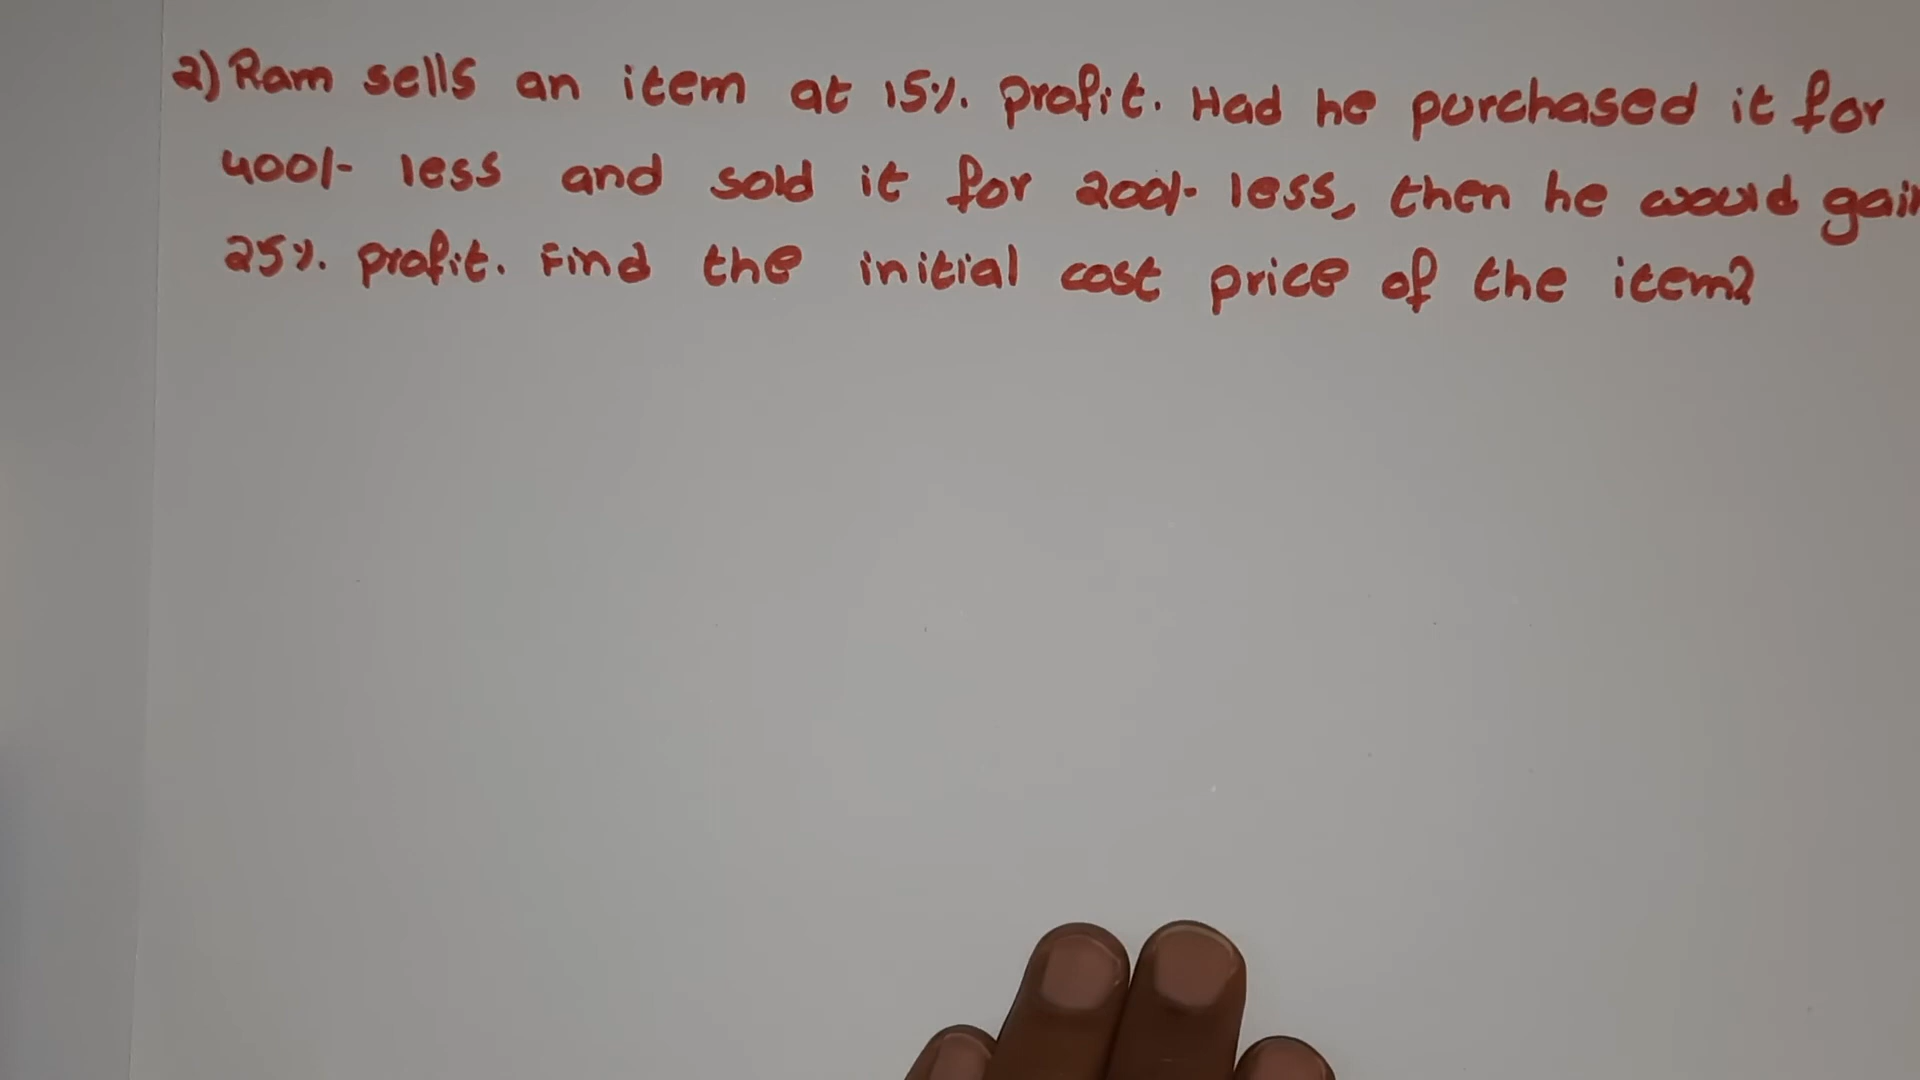 2) Ram sells an item at 15%. profit. Had he purchased it for
400/- less and sold it for 200/- less, then he would gain
25%. profit. Find the initial cost price of the item?